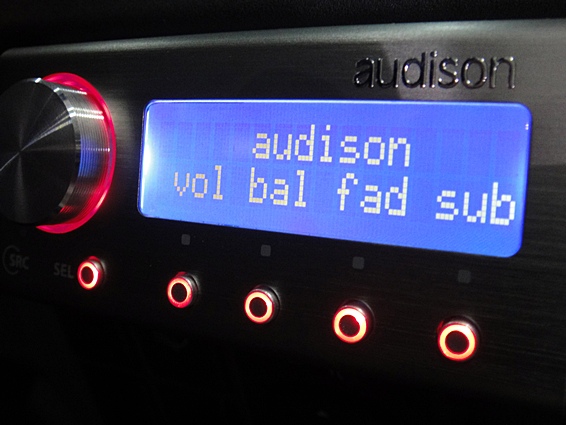 audison
audison
vol bal fad sub
SRC SEL